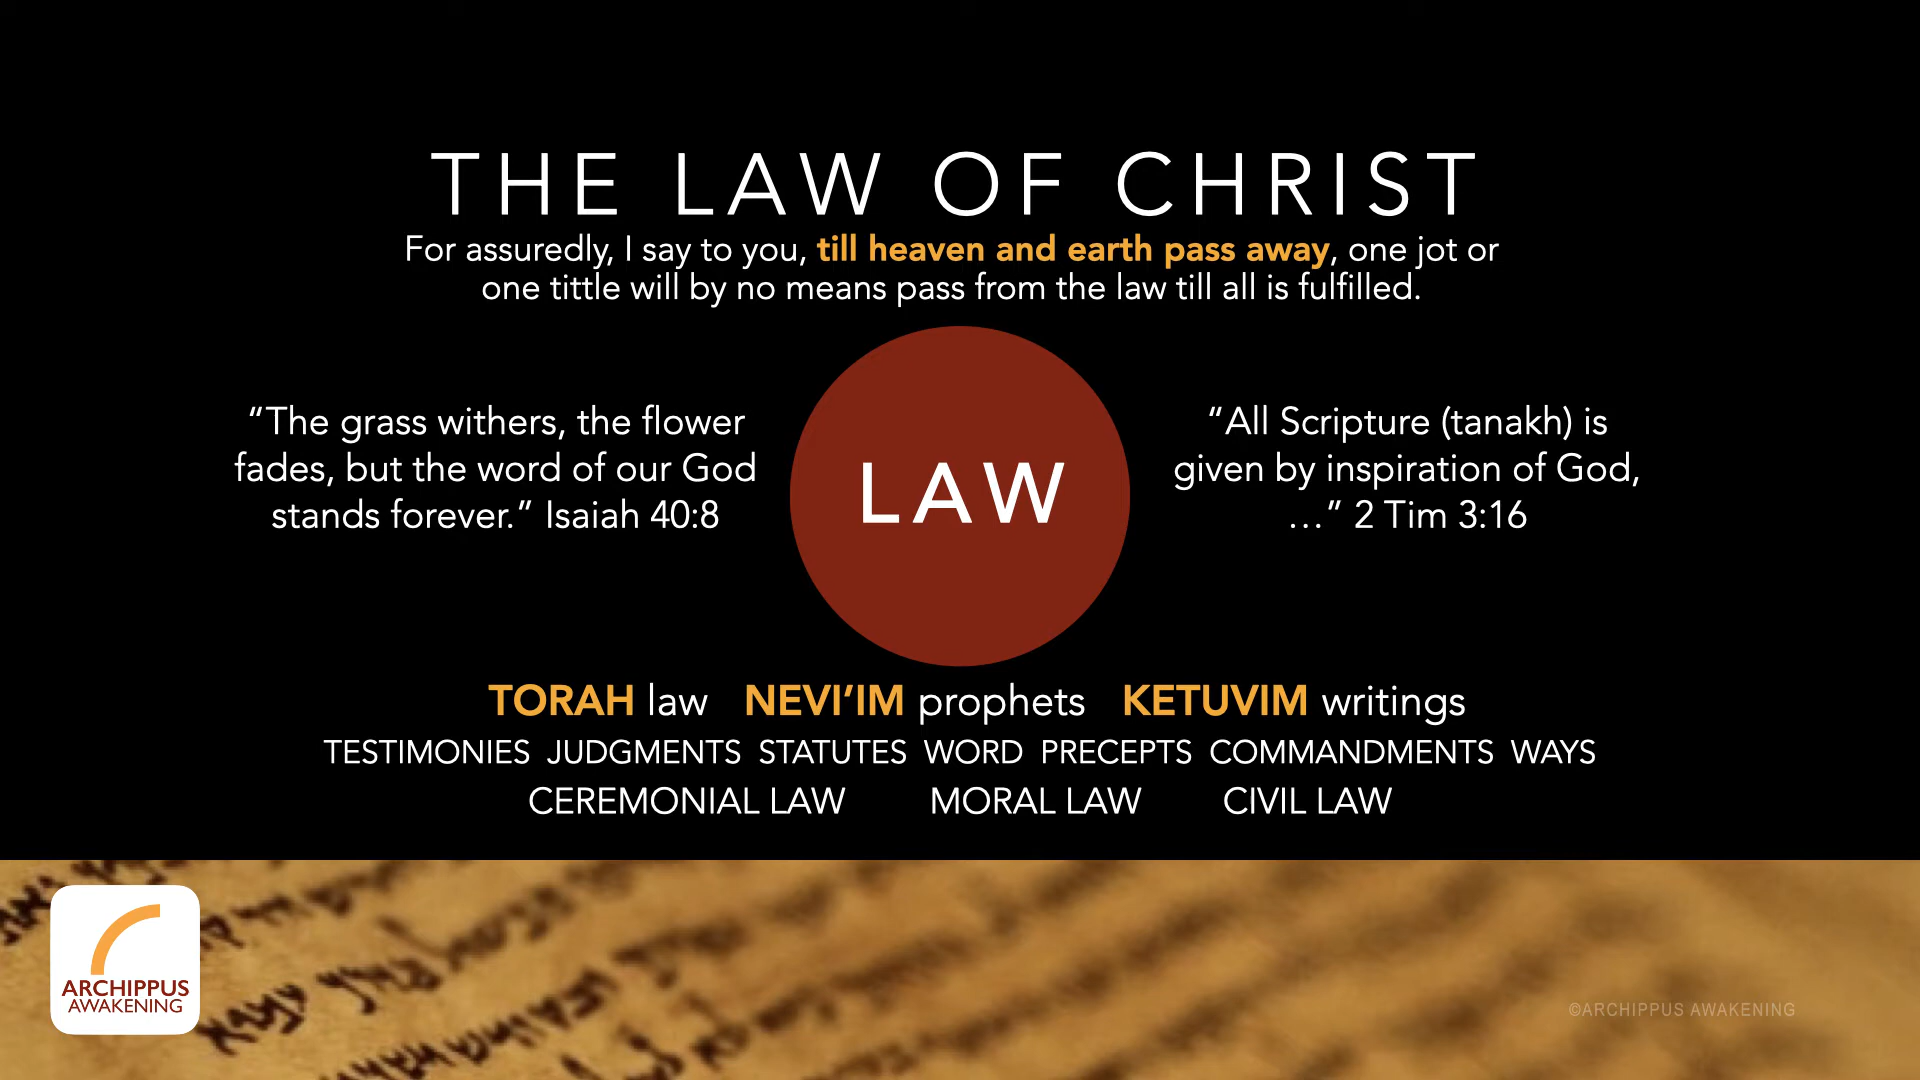 THE LAW OF CHRIST
For assuredly, I say to you, till heaven and earth pass away, one jot or
one tittle will by no means pass from the law till all is fulfilled.
“The grass withers, the flower
fades, but the word of our God
stands forever.” Isaiah 40:8
LAW
“All Scripture (tanakh) is
given by inspiration of God,
…” 2 Tim 3:16
TORAH law NEVI’IM prophets KETUVIM writings
TESTIMONIES JUDGMENTS STATUTES WORD PRECEPTS COMMANDMENTS WAYS
CEREMONIAL LAW MORAL LAW CIVIL LAW
ARCHIPPUS
AWAKENING
©ARCHIPPUS AWAKENING